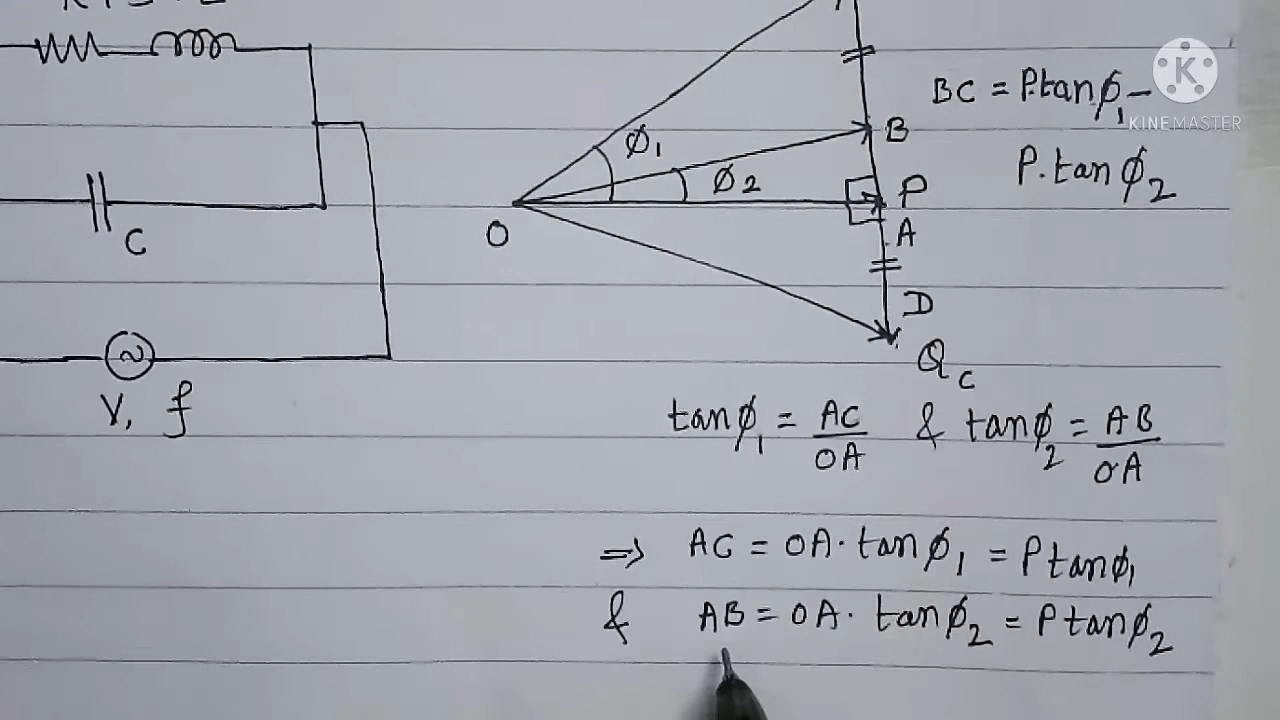 BC = P.tanφ₁ –
P. tanφ₂
K
KINEMASTER
φ₁
B
φ₂
P
O
A
C
D
Q_C
V, f
tanφ₁ = AC/OA & tanφ₂ = AB/OA
⇒ AC = OA · tanφ₁ = P tanφ₁
& AB = OA · tanφ₂ = P tanφ₂